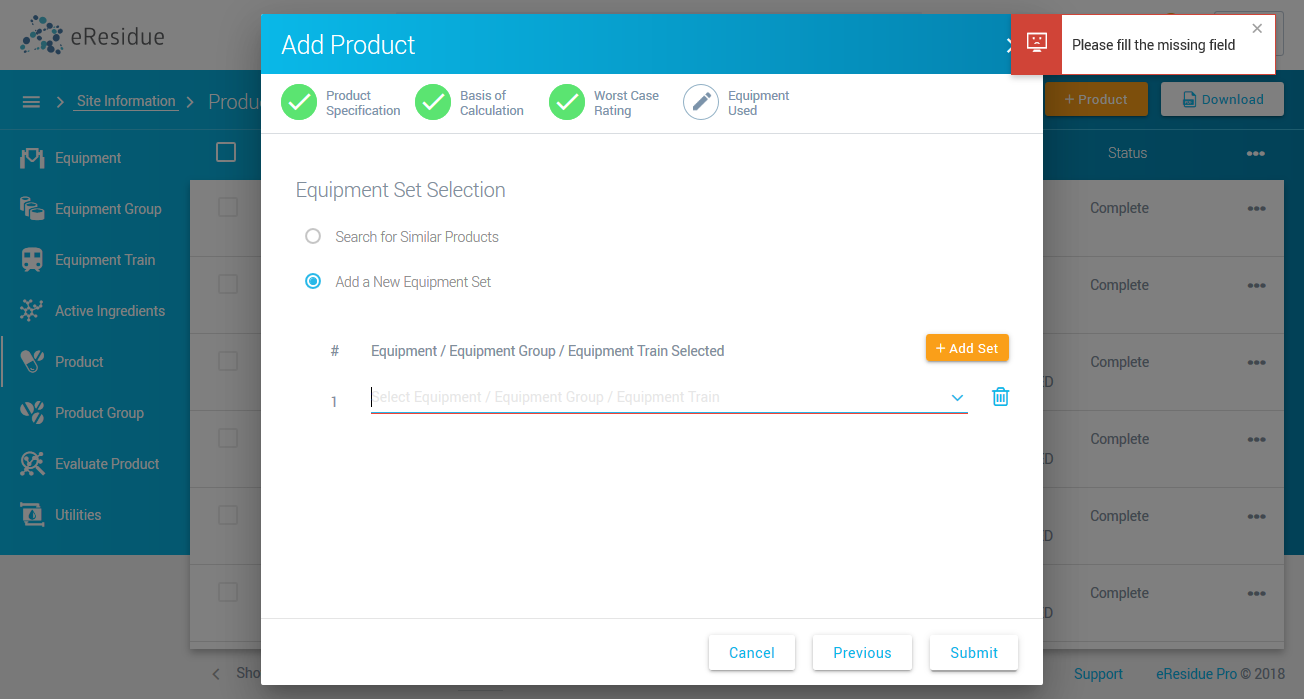 eResidue
Add Product
Please fill the missing field
Product
Specification
Basis of
Calculation
Worst Case
Rating
Equipment
Used
Site Information
Produ
+ Product
Download
Equipment
Equipment Group
Equipment Train
Active Ingredients
Product
Product Group
Evaluate Product
Utilities
Status
Equipment Set Selection
Search for Similar Products
Add a New Equipment Set
# Equipment / Equipment Group / Equipment Train Selected
+ Add Set
1 Select Equipment / Equipment Group / Equipment Train
Complete
Complete
Complete
D
Complete
D
Complete
D
Complete
D
Cancel
Previous
Submit
Sho
Support
eResidue Pro © 2018